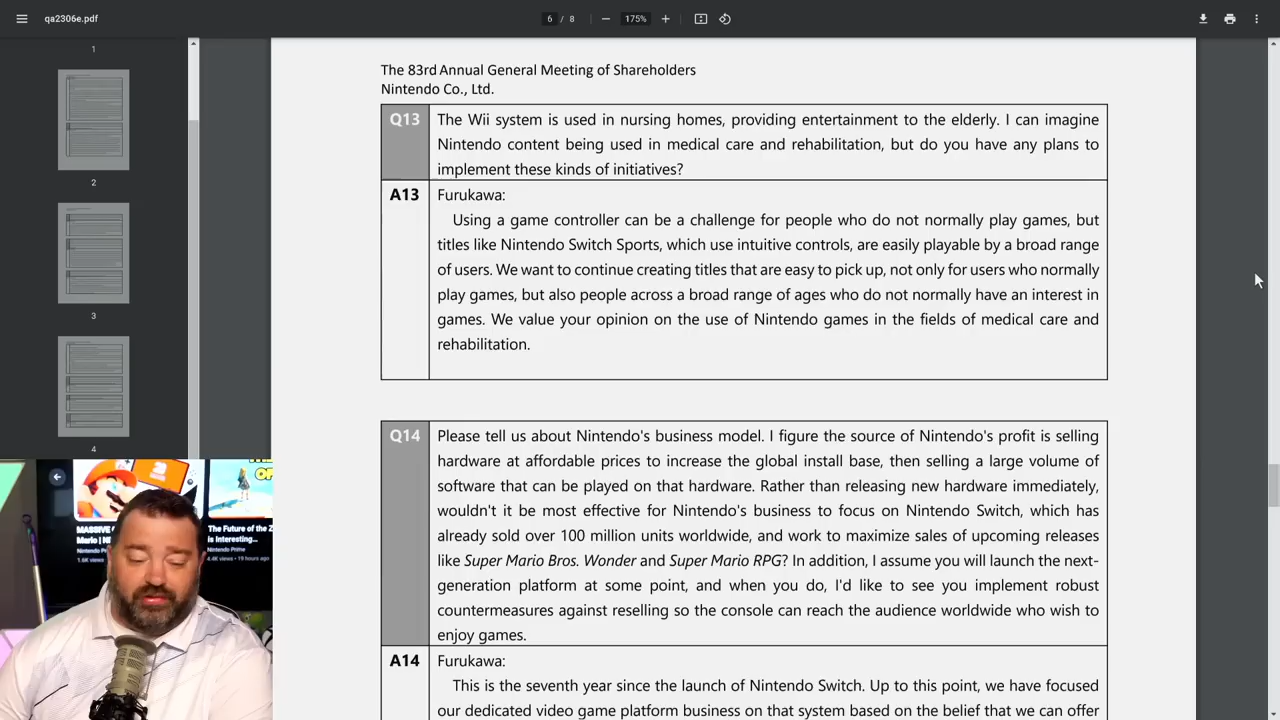 qa2306e.pdf
6 / 8
175%
1
2
3
4
The 83rd Annual General Meeting of Shareholders
Nintendo Co., Ltd.
Q13
The Wii system is used in nursing homes, providing entertainment to the elderly. I can imagine
Nintendo content being used in medical care and rehabilitation, but do you have any plans to
implement these kinds of initiatives?
A13
Furukawa:
Using a game controller can be a challenge for people who do not normally play games, but
titles like Nintendo Switch Sports, which use intuitive controls, are easily playable by a broad range
of users. We want to continue creating titles that are easy to pick up, not only for users who normally
play games, but also people across a broad range of ages who do not normally have an interest in
games. We value your opinion on the use of Nintendo games in the fields of medical care and
rehabilitation.
Q14
Please tell us about Nintendo's business model. I figure the source of Nintendo's profit is selling
hardware at affordable prices to increase the global install base, then selling a large volume of
software that can be played on that hardware. Rather than releasing new hardware immediately,
wouldn't it be most effective for Nintendo's business to focus on Nintendo Switch, which has
already sold over 100 million units worldwide, and work to maximize sales of upcoming releases
like Super Mario Bros. Wonder and Super Mario RPG? In addition, I assume you will launch the next-
generation platform at some point, and when you do, I'd like to see you implement robust
countermeasures against reselling so the console can reach the audience worldwide who wish to
enjoy games.
A14
Furukawa:
This is the seventh year since the launch of Nintendo Switch. Up to this point, we have focused
our dedicated video game platform business on that system based on the belief that we can offer
MASSIVE
Mario
Nintendo Pr
1.6K views
The Future of the Z
is Interesting...
Nintendo Prime
4.4K views • 19 hours ago